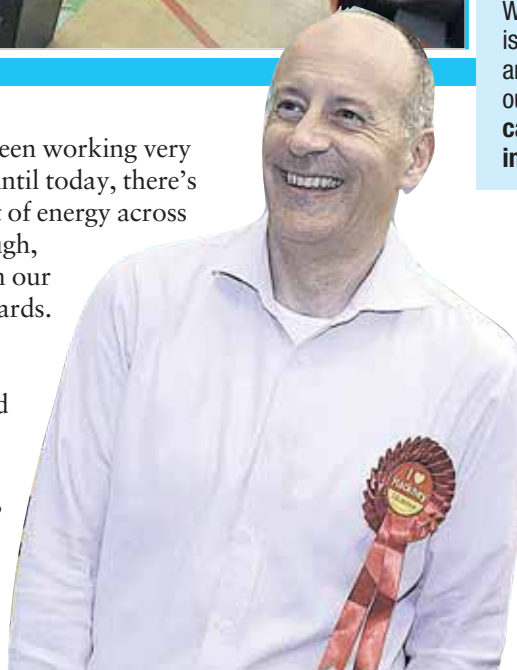 een working very
ntil today, there's
t of energy across
gh,
n our
ards.
d
W
is
ar
ou
ca
in
I
Hackney